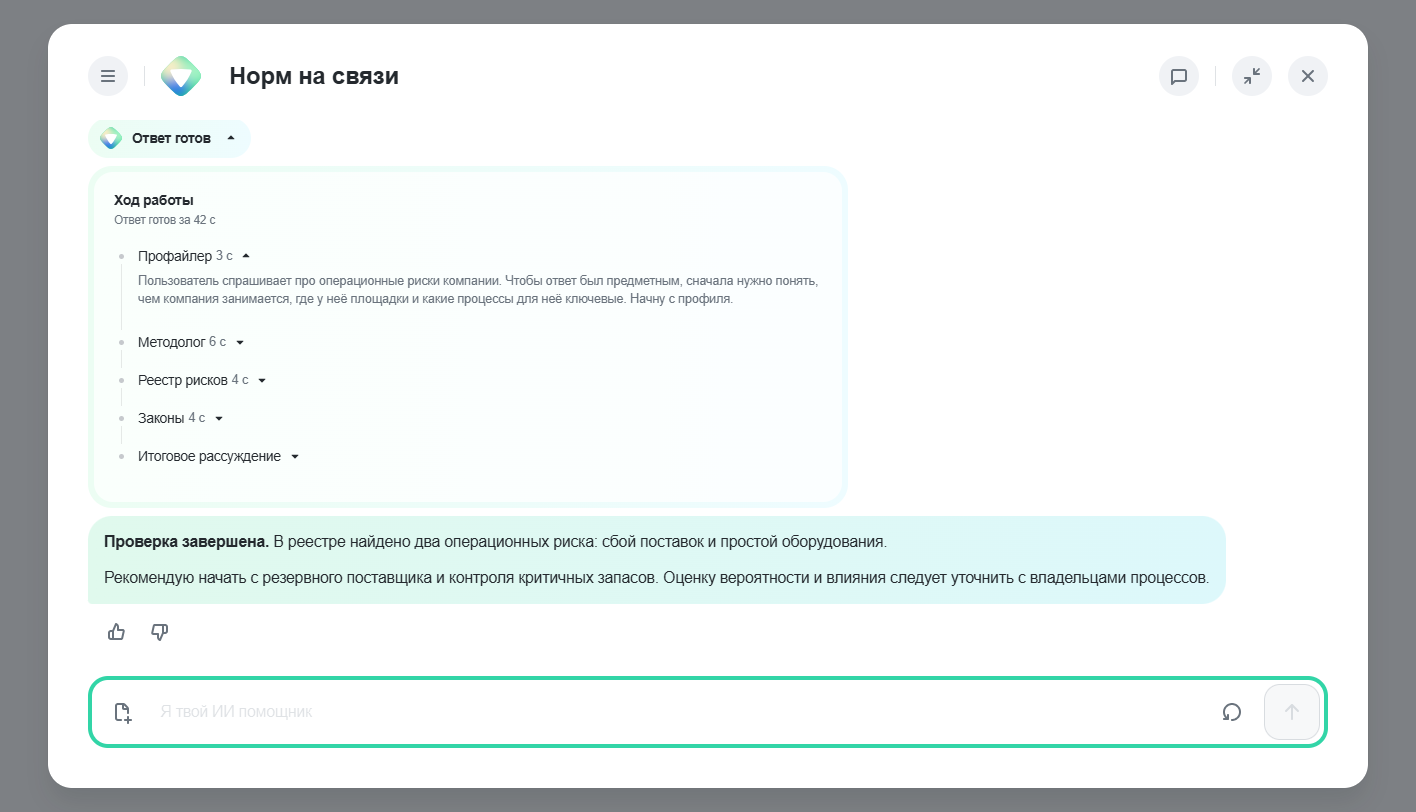 Норм на связи
Ответ готов
Ход работы
Ответ готов за 42 с
Профайлер 3 с
Пользователь спрашивает про операционные риски компании. Чтобы ответ был предметным, сначала нужно понять,
чем компания занимается, где у неё площадки и какие процессы для неё ключевые. Начну с профиля.
Методолог 6 с
Реестр рисков 4 с
Законы 4 с
Итоговое рассуждение
Проверка завершена. В реестре найдено два операционных риска: сбой поставок и простой оборудования.
Рекомендую начать с резервного поставщика и контроля критичных запасов. Оценку вероятности и влияния следует уточнить с владельцами процессов.
Я твой ИИ помощник